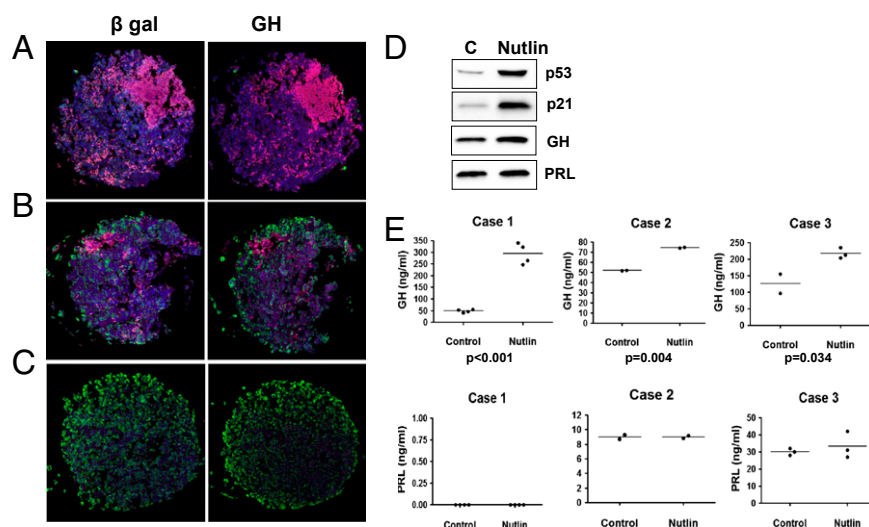 β gal GH
A
B
C
D
C Nutlin
p53
p21
GH
PRL
E
Case 1
GH (ng/ml)
350
300
250
200
150
100
50
0
Control Nutlin
p<0.001
Case 2
GH (ng/ml)
80
70
60
50
40
30
20
10
0
Control Nutlin
p=0.004
Case 3
GH (ng/ml)
250
200
150
100
50
0
Control Nutlin
p=0.034
Case 1
PRL (ng/ml)
1.00
0.75
0.50
0.25
0.00
Control Nutlin
Case 2
PRL (ng/ml)
14
12
10
8
6
4
2
0
Control Nutlin
Case 3
PRL (ng/ml)
50
40
30
20
10
0
Control Nutlin